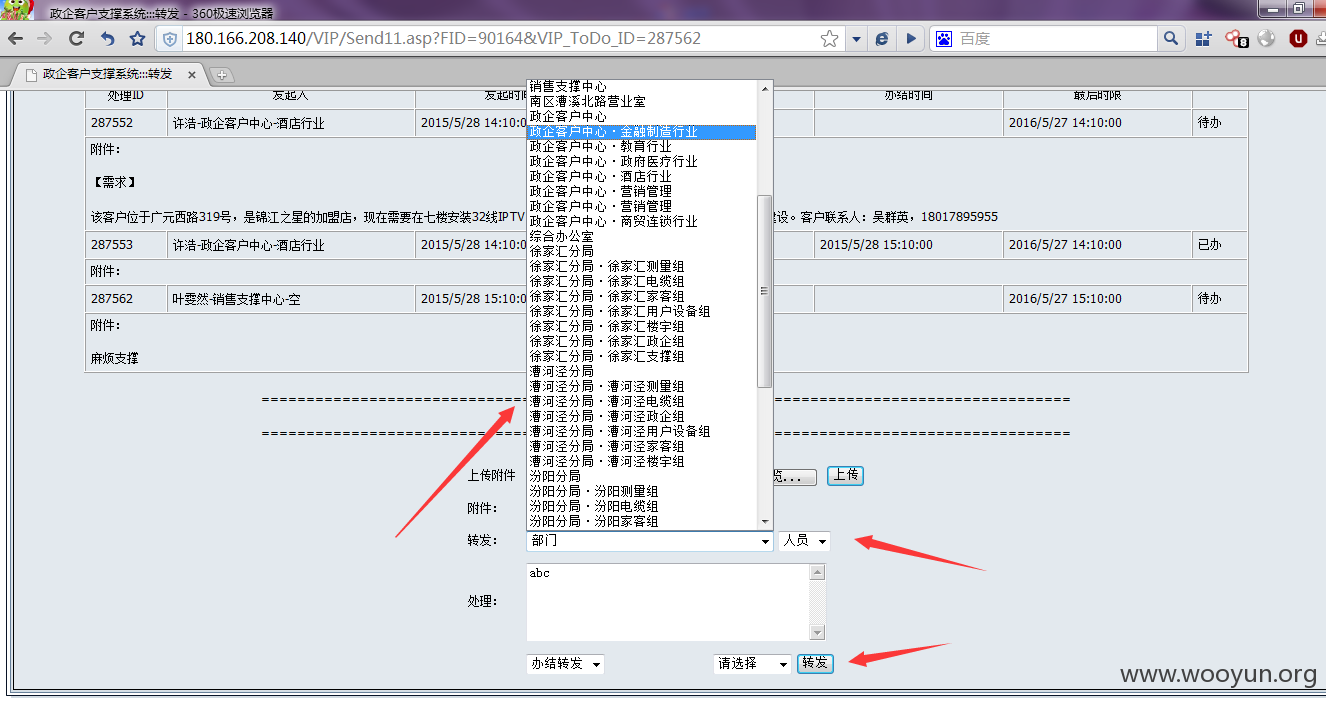 政企客户支撑系统:::转发 - 360极速浏览器
180.166.208.140/VIP/Send11.asp?FID=90164&VIP_ToDo_ID=287562
百度
8
政企客户支撑系统:::转发
处理ID 发起人 发起时间 办结时间 最后时限
287552 许浩-政企客户中心-酒店行业 2015/5/28 14:10:0 2016/5/27 14:10:00 待办
附件:
【需求】
该客户位于广元西路319号，是锦江之星的加盟店，现在需要在七楼安装32线IPTV 建设。客户联系人：吴群英，18017895955
287553 许浩-政企客户中心-酒店行业 2015/5/28 14:10:0 2015/5/28 15:10:00 2016/5/27 14:10:00 已办
附件:
287562 叶雯然-销售支撑中心-空 2015/5/28 15:10:0 2016/5/27 15:10:00 待办
附件:
麻烦支撑
销售支撑中心
南区漕溪北路营业室
政企客户中心
政企客户中心·金融制造行业
政企客户中心·教育行业
政企客户中心·政府医疗行业
政企客户中心·酒店行业
政企客户中心·营销管理
政企客户中心·营销管理
政企客户中心·商贸连锁行业
综合办公室
徐家汇分局
徐家汇分局·徐家汇测量组
徐家汇分局·徐家汇电缆组
徐家汇分局·徐家汇家客组
徐家汇分局·徐家汇用户设备组
徐家汇分局·徐家汇楼宇组
徐家汇分局·徐家汇政企组
徐家汇分局·徐家汇支撑组
漕河泾分局
漕河泾分局·漕河泾测量组
漕河泾分局·漕河泾电缆组
漕河泾分局·漕河泾政企组
漕河泾分局·漕河泾用户设备组
漕河泾分局·漕河泾家客组
漕河泾分局·漕河泾楼宇组
汾阳分局
汾阳分局·汾阳测量组
汾阳分局·汾阳电缆组
汾阳分局·汾阳家客组
上传附件 览... 上传
附件:
转发: 部门 人员
处理: abc
办结转发 请选择 转发
www.wooyun.org